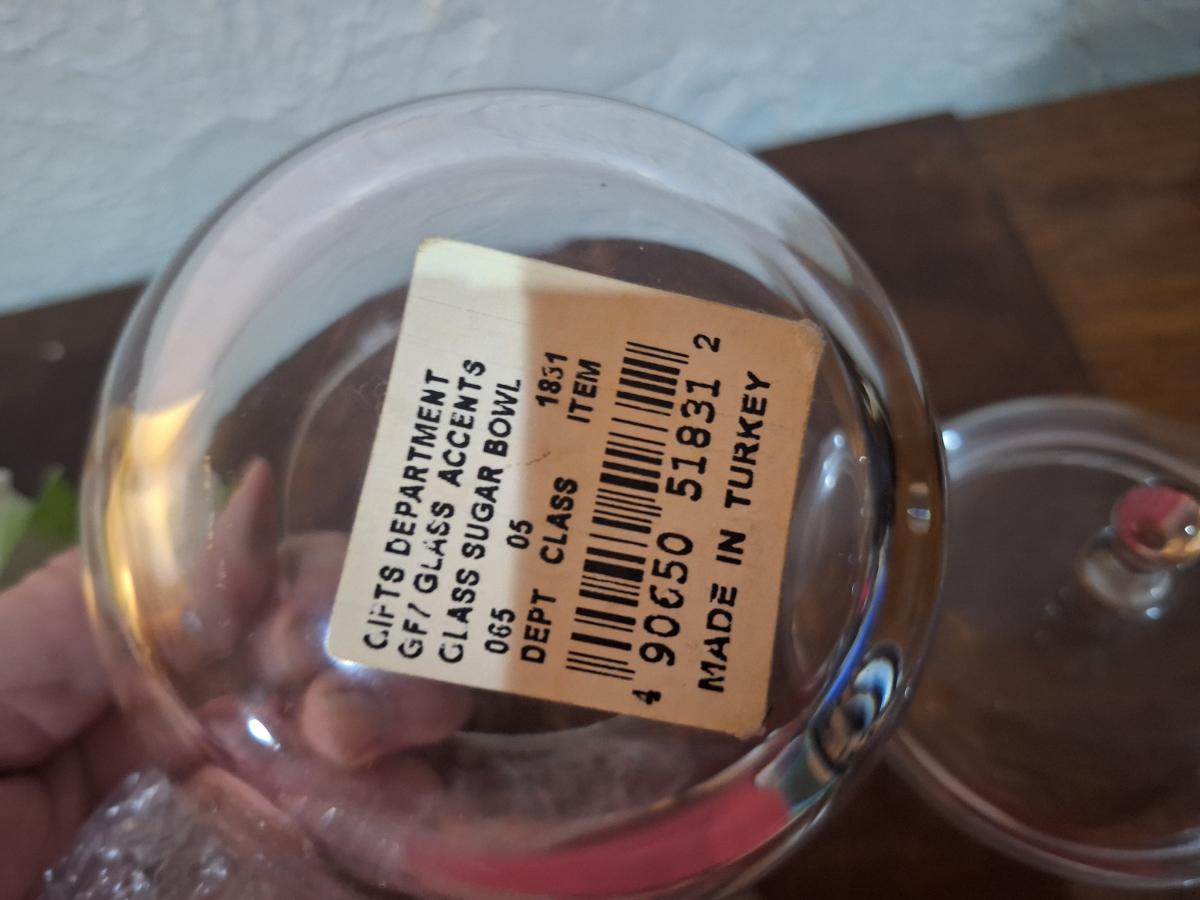 GIFTS DEPARTMENT
GF/ GLASS ACCENTS
GLASS SUGAR BOWL
065 05 1831
DEPT CLASS ITEM
4 90650 51831 2
MADE IN TURKEY